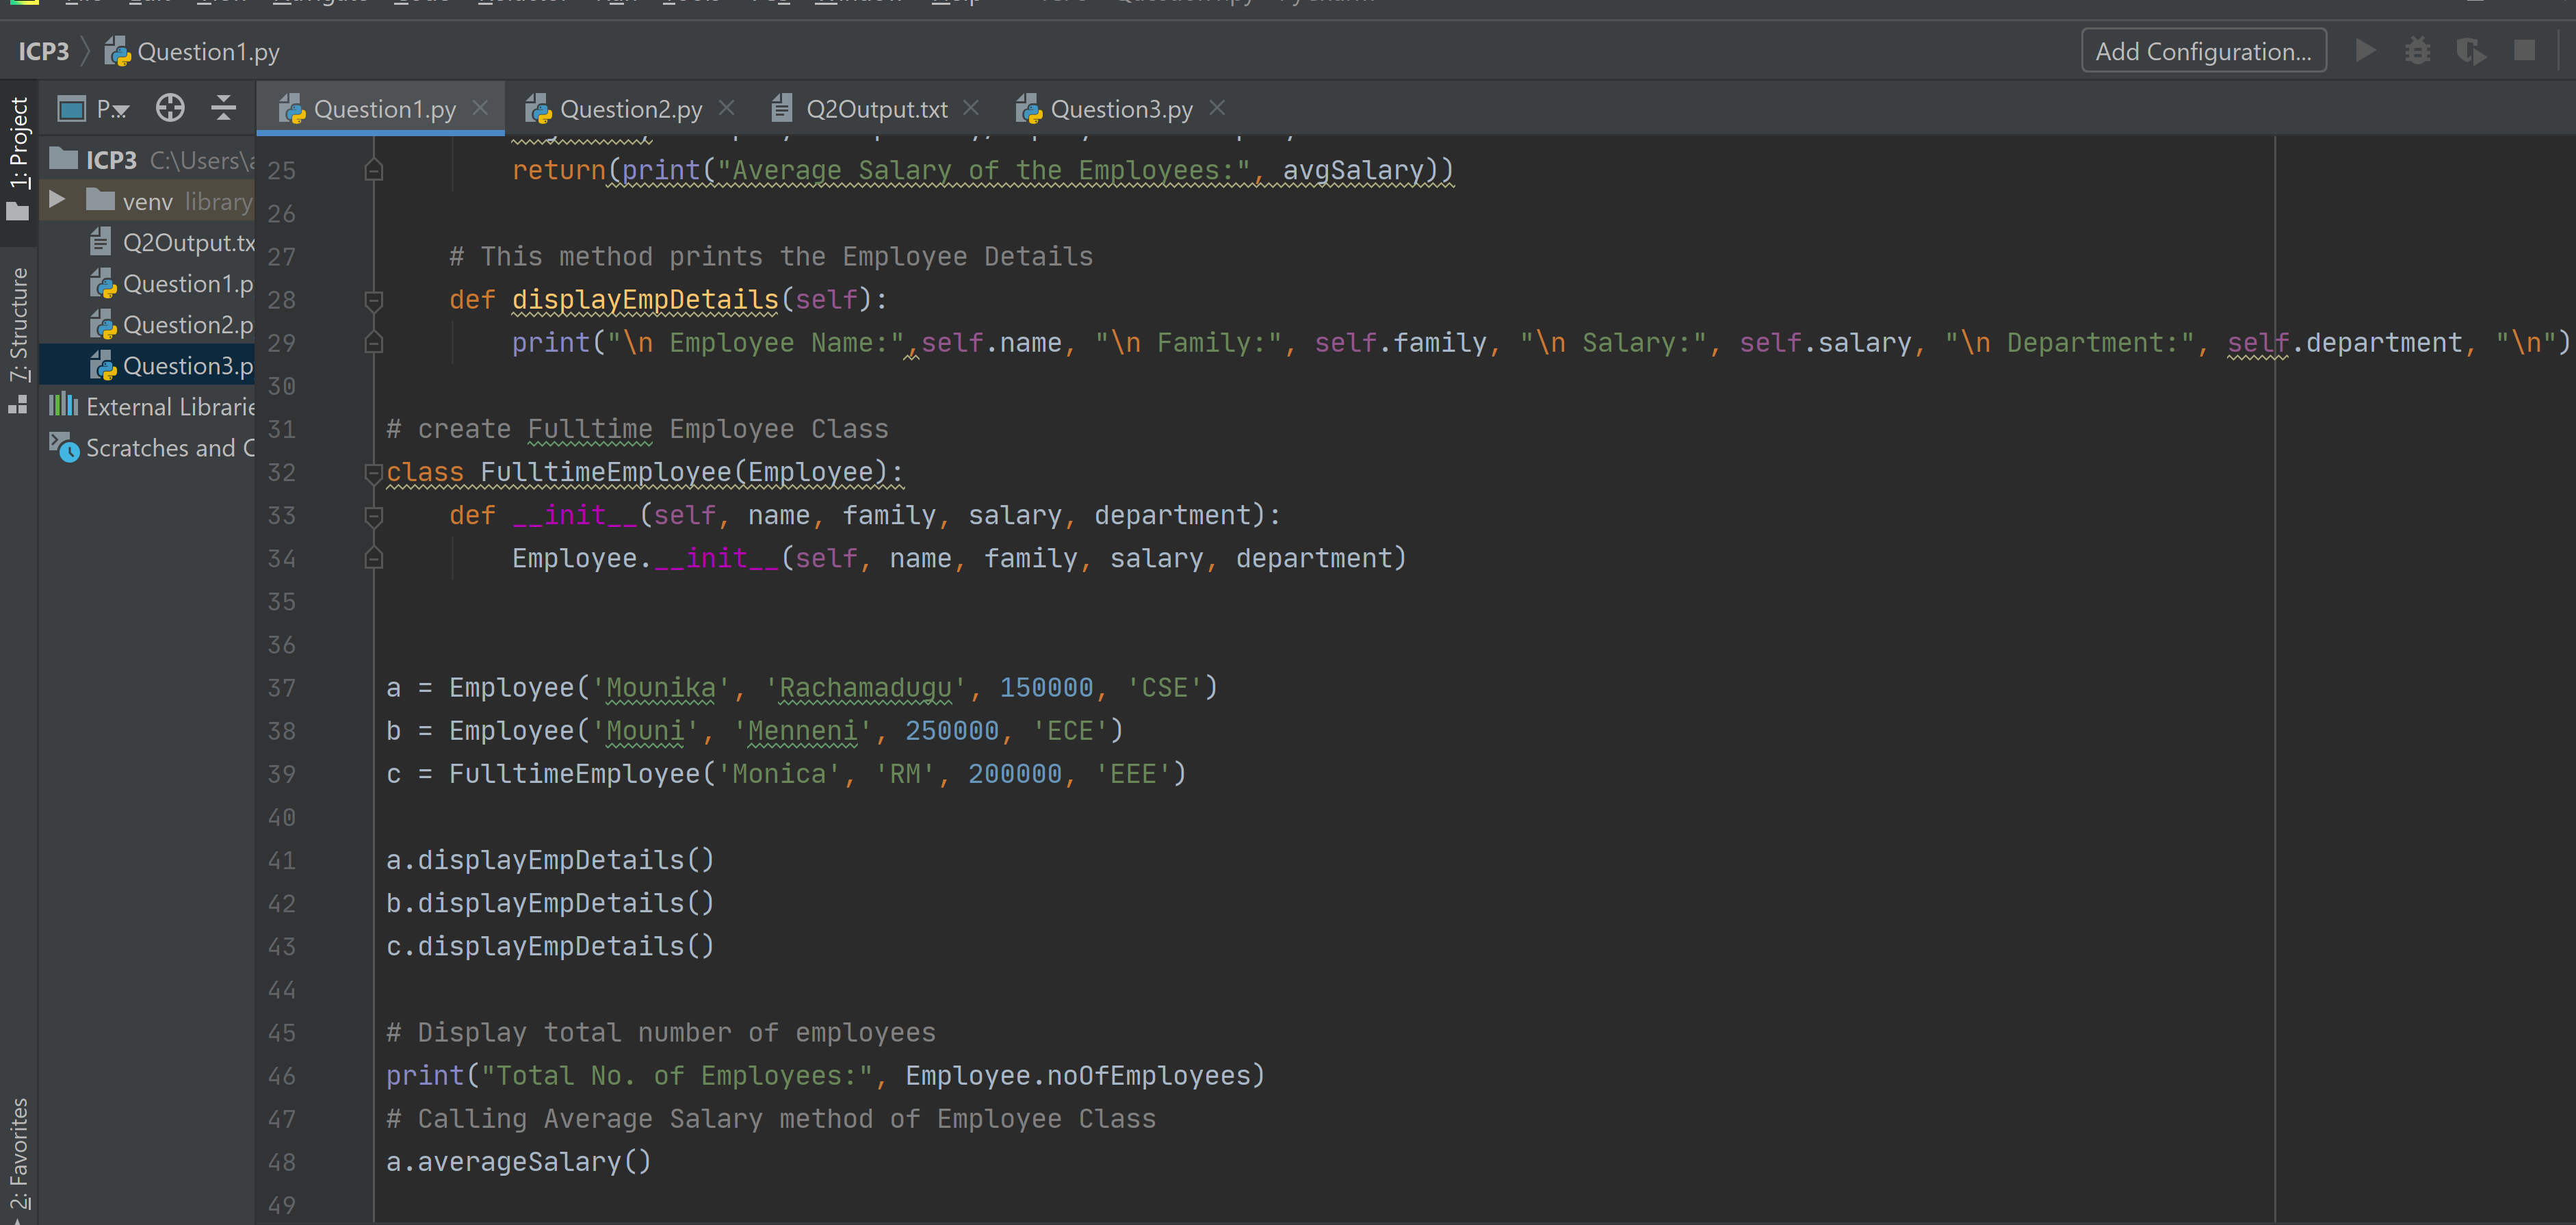 ICP3 Question1.py Add Configuration...
1: Project
P..
Question1.py Question2.py Q2Output.txt Question3.py
ICP3 C:\Users\
venv library
Q2Output.tx
Question1.p
Question2.p
Question3.p
External Librarie
Scratches and C
7: Structure
2: Favorites
25 return(print("Average Salary of the Employees:", avgSalary))
26
27 # This method prints the Employee Details
28 def displayEmpDetails(self):
29 print("\n Employee Name:",self.name, "\n Family:", self.family, "\n Salary:", self.salary, "\n Department:", self.department, "\n")
30
31 # create Fulltime Employee Class
32 class FulltimeEmployee(Employee):
33 def __init__(self, name, family, salary, department):
34 Employee.__init__(self, name, family, salary, department)
35
36
37 a = Employee('Mounika', 'Rachamadugu', 150000, 'CSE')
38 b = Employee('Mouni', 'Menneni', 250000, 'ECE')
39 c = FulltimeEmployee('Monica', 'RM', 200000, 'EEE')
40
41 a.displayEmpDetails()
42 b.displayEmpDetails()
43 c.displayEmpDetails()
44
45 # Display total number of employees
46 print("Total No. of Employees:", Employee.noOfEmployees)
47 # Calling Average Salary method of Employee Class
48 a.averageSalary()
49